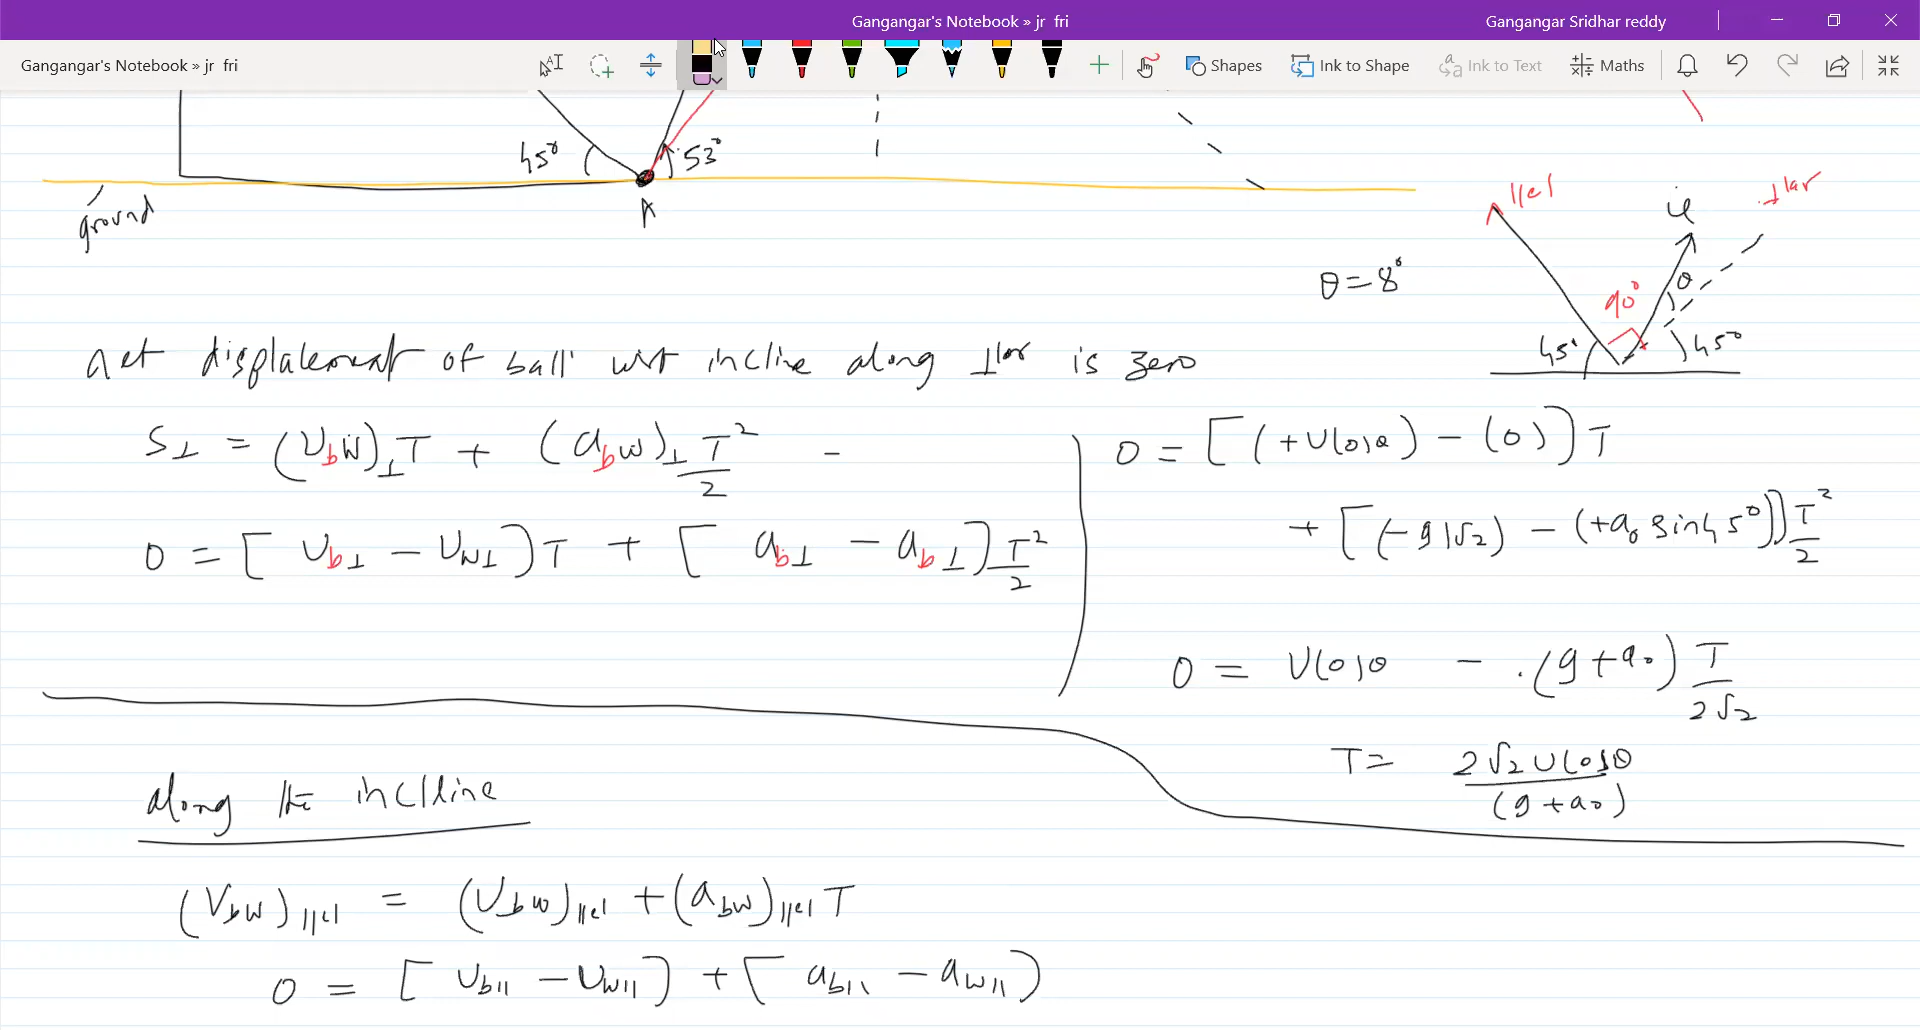 Gangangar's Notebook » jr fri
Gangangar Sridhar reddy
Gangangar's Notebook » jr fri
Shapes
Ink to Shape
Ink to Text
Maths
45°
53°
ground
A
||el
u
⊥lar
θ = 8°
90°
θ
45°
45°
net displacement of ball wrt incline along ⊥lar is zero
S⊥ = (UbW)⊥ T + (abw)⊥ T²/2 -
0 = [ Ub⊥ - UW⊥ ] T + [ ab⊥ - ab⊥ ] T²/2
0 = [ (+U cosθ) - (0) ] T
+ [ (-g/√2) - (+a₀ sin45°) ] T²/2
0 = U cosθ - (g + a₀) T/2√2
T = 2√2 U cosθ/(g + a₀)
along the incline
(Vbw)||el = (Ubw)||el + (abw)||el T
0 = [ Ub|| - Uw|| ] + [ ab|| - aw|| ]